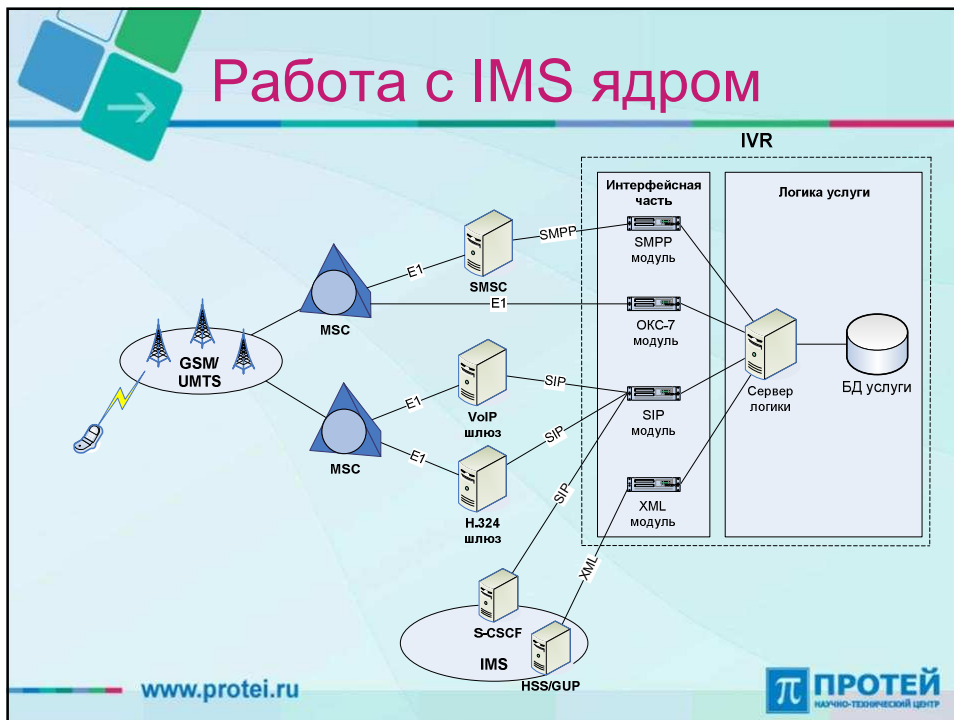 Работа с IMS ядром
IVR
Интерфейсная
часть
Логика услуги
SMPP
SMPP
модуль
E1
SMSC
E1
MSC
ОКС-7
модуль
GSM/
UMTS
SIP
VoIP
шлюз
E1
SIP
модуль
Сервер
логики
БД услуги
MSC
E1
SIP
H.324
шлюз
SIP
XML
модуль
XML
S-CSCF
IMS
HSS/GUP
www.protei.ru
π ПРОТЕЙ
НАУЧНО-ТЕХНИЧЕСКИЙ ЦЕНТР